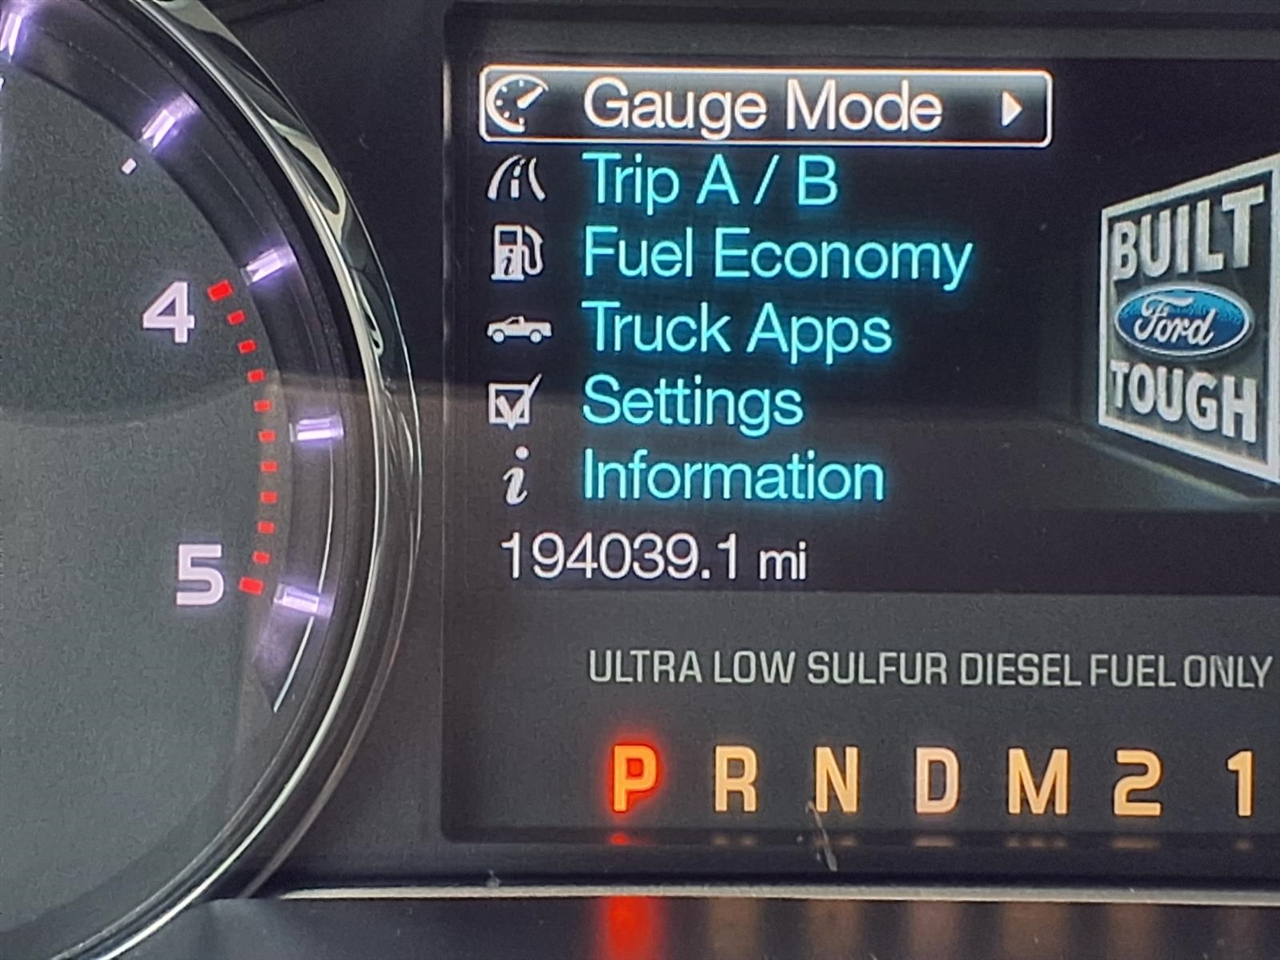 Gauge Mode
Trip A / B
Fuel Economy
Truck Apps
Settings
Information
194039.1 mi
BUILT
Ford
TOUGH
4
5
ULTRA LOW SULFUR DIESEL FUEL ONLY
P R N D M 2 1